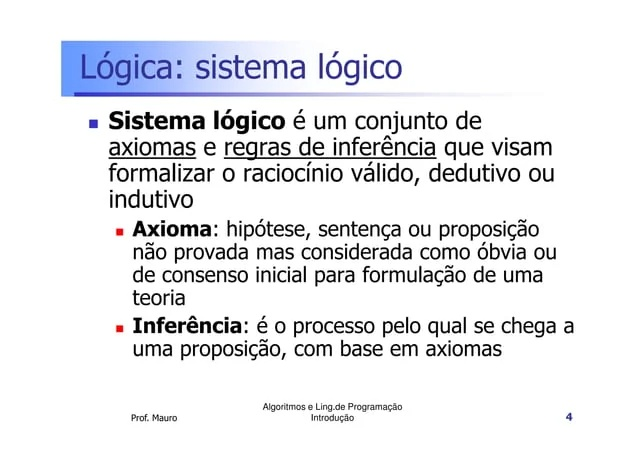 Lógica: sistema lógico
Sistema lógico é um conjunto de
axiomas e regras de inferência que visam
formalizar o raciocínio válido, dedutivo ou
indutivo
Axioma: hipótese, sentença ou proposição
não provada mas considerada como óbvia ou
de consenso inicial para formulação de uma
teoria
Inferência: é o processo pelo qual se chega a
uma proposição, com base em axiomas
Prof. Mauro
Algoritmos e Ling.de Programação
Introdução
4